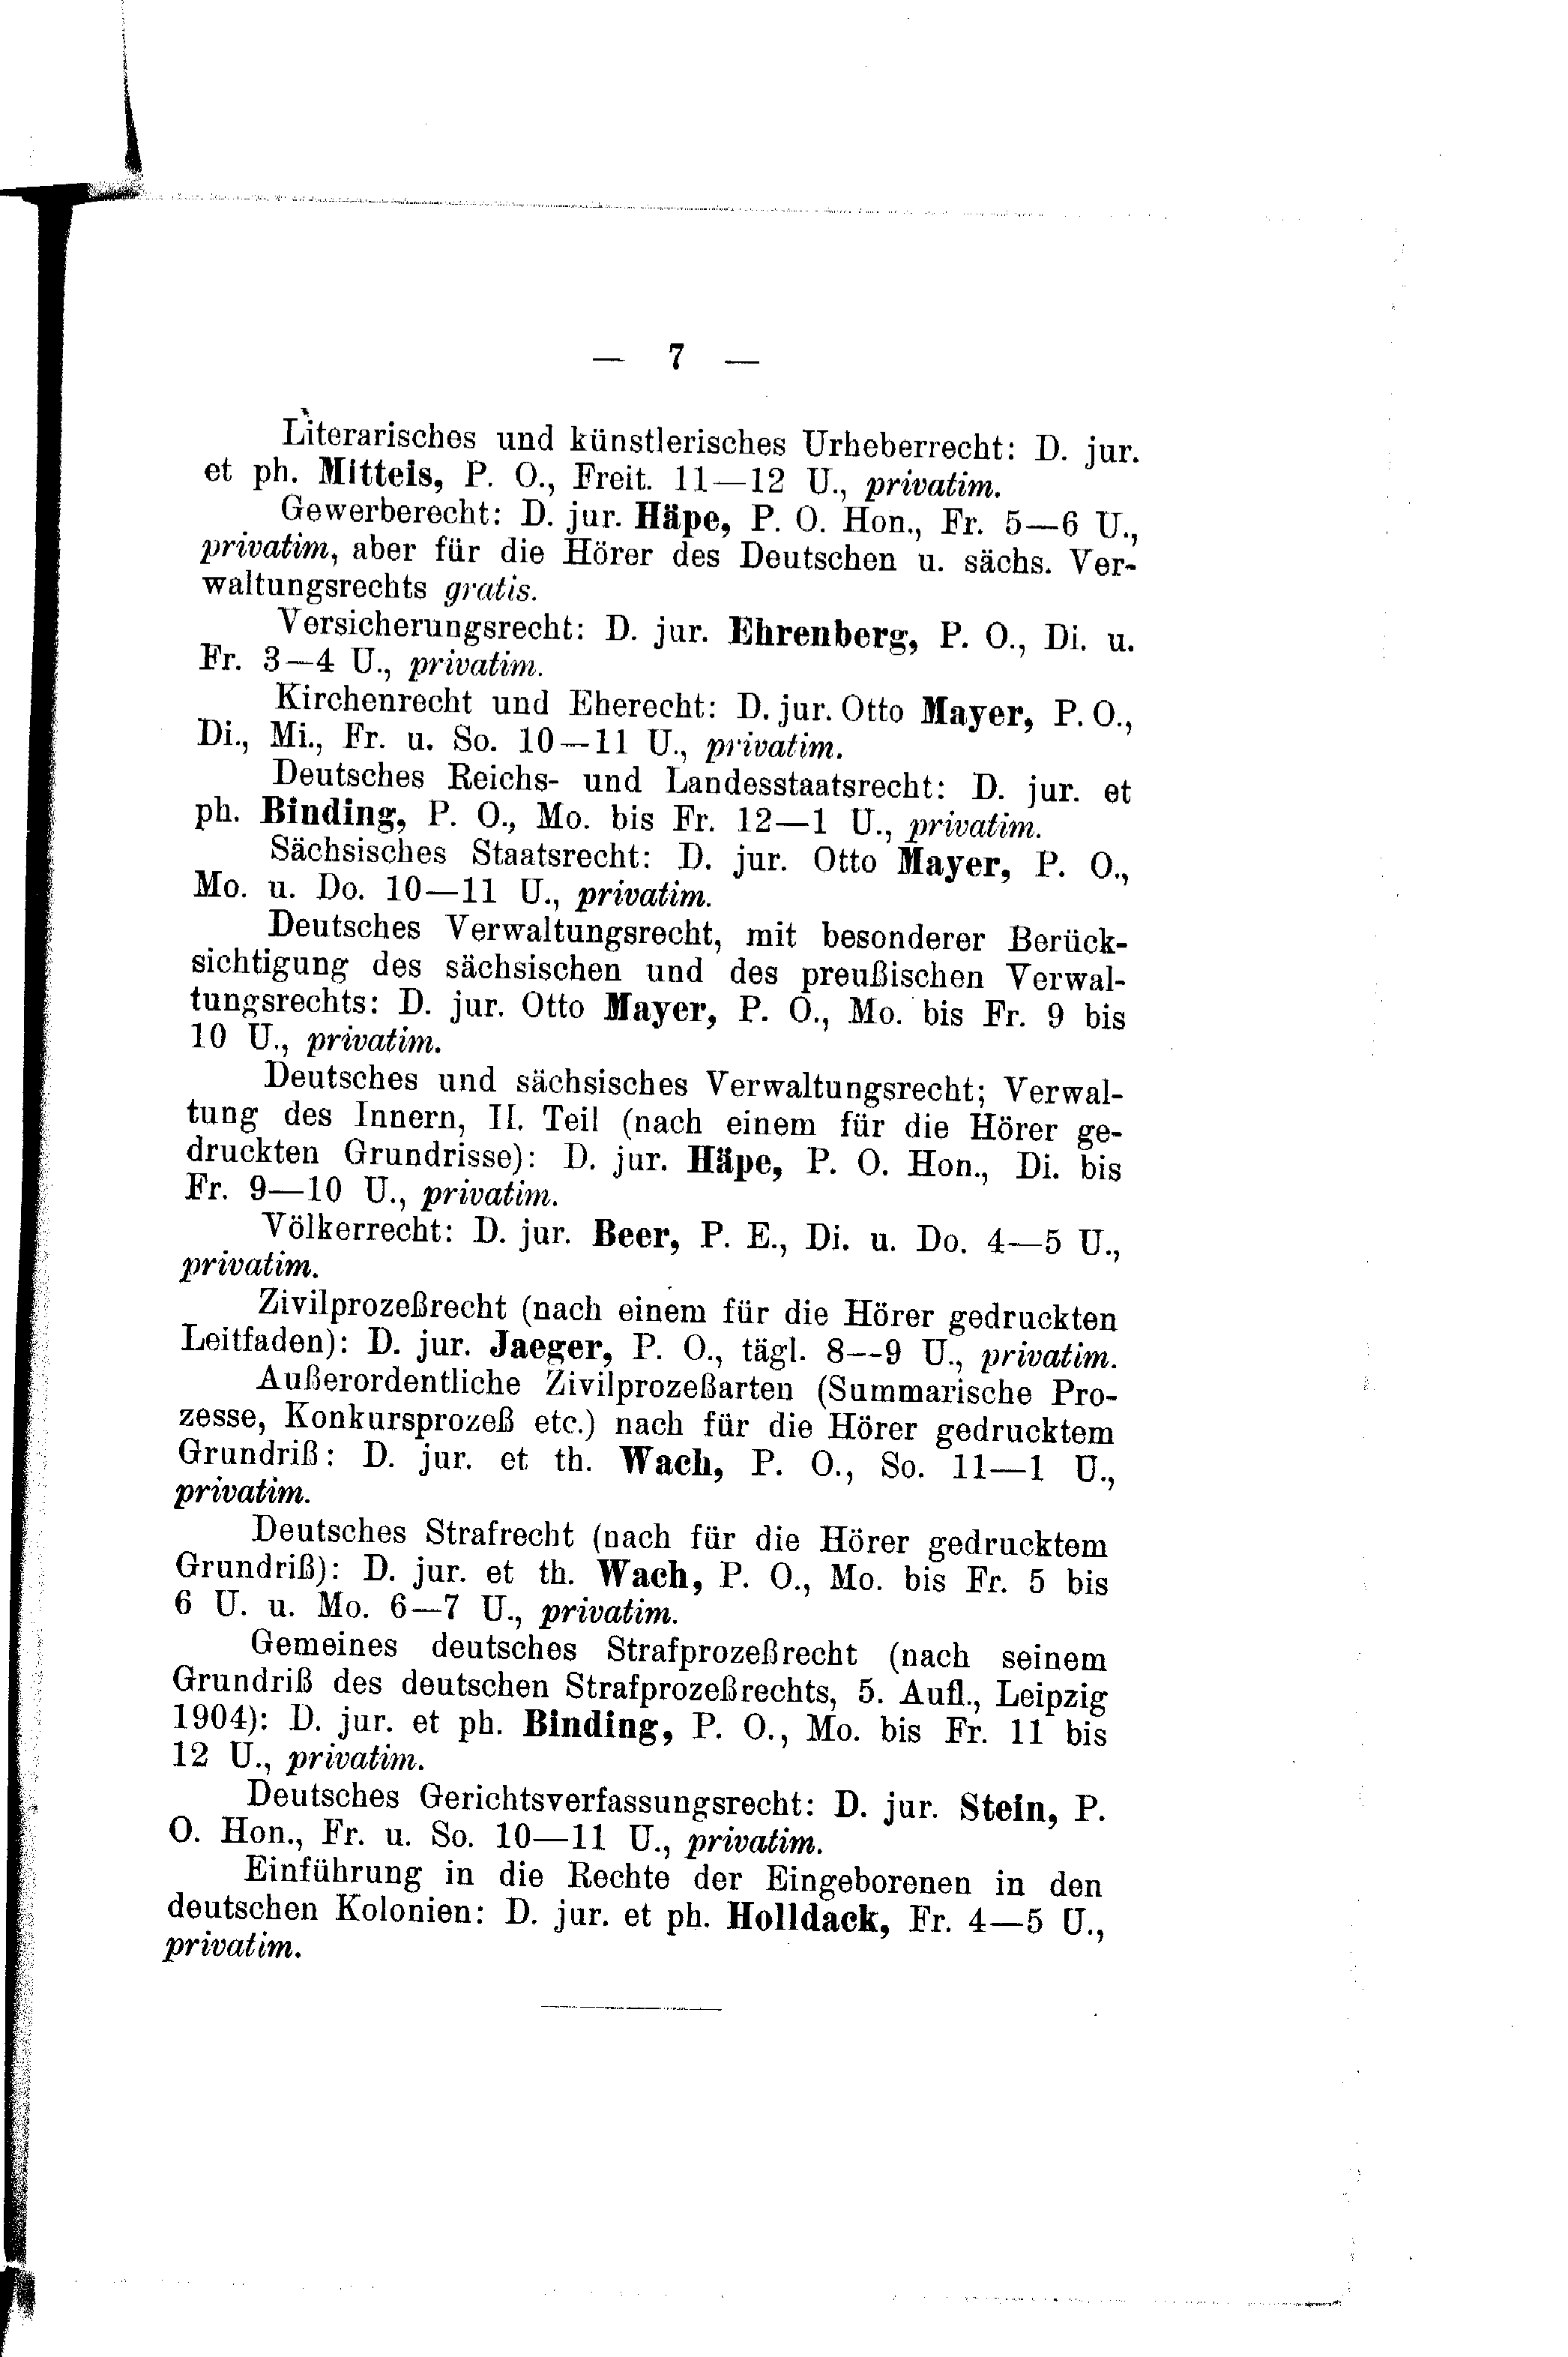 — 7 —
Literarisches und künstlerisches Urheberrecht: D. jur.
et ph. Mitteis, P. O., Freit. 11—12 U., privatim.
Gewerberecht: D. jur. Häpe, P. O. Hon., Fr. 5—6 U.,
privatim, aber für die Hörer des Deutschen u. sächs. Ver-
waltungsrechts gratis.
Versicherungsrecht: D. jur. Ehrenberg, P. O., Di. u.
Fr. 3—4 U., privatim.
Kirchenrecht und Eherecht: D. jur. Otto Mayer, P. O.,
Di., Mi., Fr. u. So. 10—11 U., privatim.
Deutsches Reichs- und Landesstaatsrecht: D. jur. et
ph. Binding, P. O., Mo. bis Fr. 12—1 U., privatim.
Sächsisches Staatsrecht: D. jur. Otto Mayer, P. O.,
Mo. u. Do. 10—11 U., privatim.
Deutsches Verwaltungsrecht, mit besonderer Berück-
sichtigung des sächsischen und des preußischen Verwal-
tungsrechts: D. jur. Otto Mayer, P. O., Mo. bis Fr. 9 bis
10 U., privatim.
Deutsches und sächsisches Verwaltungsrecht; Verwal-
tung des Innern, II. Teil (nach einem für die Hörer ge-
druckten Grundrisse): D. jur. Häpe, P. O. Hon., Di. bis
Fr. 9—10 U., privatim.
Völkerrecht: D. jur. Beer, P. E., Di. u. Do. 4—5 U.,
privatim.
Zivilprozeßrecht (nach einem für die Hörer gedruckten
Leitfaden): D. jur. Jaeger, P. O., tägl. 8—9 U., privatim.
Außerordentliche Zivilprozeßarten (Summarische Pro-
zesse, Konkursprozeß etc.) nach für die Hörer gedrucktem
Grundriß: D. jur. et th. Wach, P. O., So. 11—1 U.,
privatim.
Deutsches Strafrecht (nach für die Hörer gedrucktem
Grundriß): D. jur. et th. Wach, P. O., Mo. bis Fr. 5 bis
6 U. u. Mo. 6—7 U., privatim.
Gemeines deutsches Strafprozeßrecht (nach seinem
Grundriß des deutschen Strafprozeßrechts, 5. Aufl., Leipzig
1904): D. jur. et ph. Binding, P. O., Mo. bis Fr. 11 bis
12 U., privatim.
Deutsches Gerichtsverfassungsrecht: D. jur. Stein, P.
O. Hon., Fr. u. So. 10—11 U., privatim.
Einführung in die Rechte der Eingeborenen in den
deutschen Kolonien: D. jur. et ph. Holldack, Fr. 4—5 U.,
privatim.